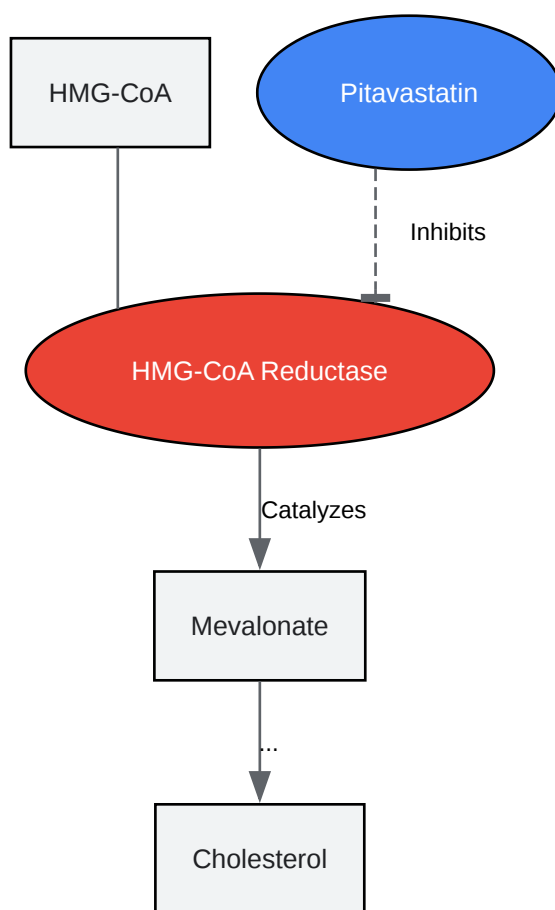 HMG-CoA
Pitavastatin
Inhibits
HMG-CoA Reductase
Catalyzes
Mevalonate
...
Cholesterol